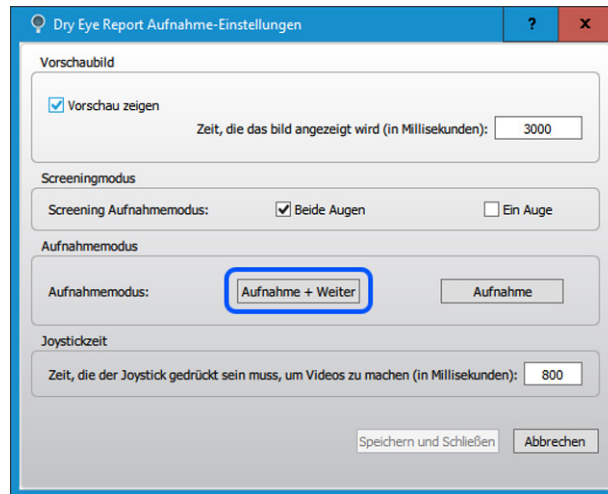 Dry Eye Report Aufnahme-Einstellungen
? x
Vorschaubild
Vorschau zeigen
Zeit, die das bild angezeigt wird (in Millisekunden): 3000
Screeningmodus
Screening Aufnahmemodus: Beide Augen Ein Auge
Aufnahmemodus
Aufnahmemodus: Aufnahme + Weiter Aufnahme
Joystickzeit
Zeit, die der Joystick gedrückt sein muss, um Videos zu machen (in Millisekunden): 800
Speichern und Schließen Abbrechen